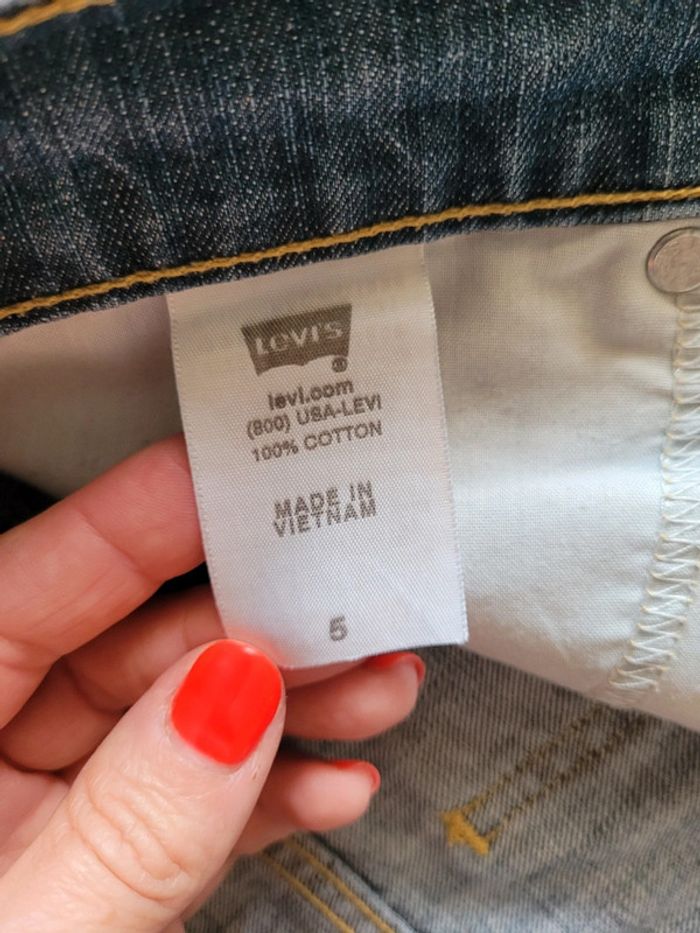 Levi's
levi.com
(800) USA-LEVI
100% COTTON
MADE IN
VIETNAM
5